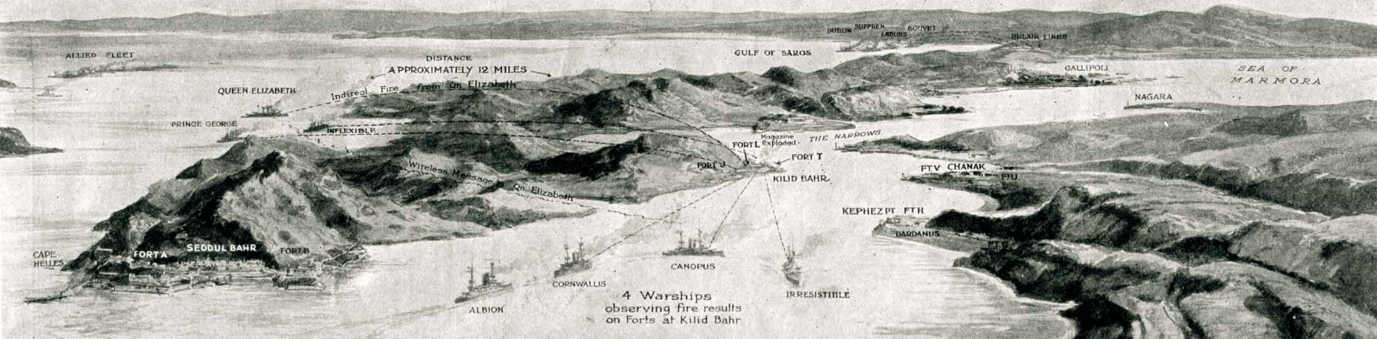 DUBLIN
SUFFREN
BOUVET
BULAIR LINES
ALLIED FLEET
DISTANCE
APPROXIMATELY 12 MILES
GULF OF SAROS
GALLIPOLI
SEA OF
MARMORA
QUEEN ELIZABETH
Indirect Fire from Qn Elizabeth
NAGARA
PRINCE GEORGE
INFLEXIBLE
THE NARROWS
Magazine
Exploded
FORT L
FORT J
FORT T
KILID BAHR
FT V CHANAK
FT U
Wireless Message to Qn Elizabeth
KEPHEZ PT FT H
DARDANUS
CAPE
HELLES
FORT A
SEDDUL BAHR
FORT B
ALBION
CORNWALLIS
CANOPUS
IRRESISTIBLE
4 Warships
observing fire results
on Forts at Kilid Bahr